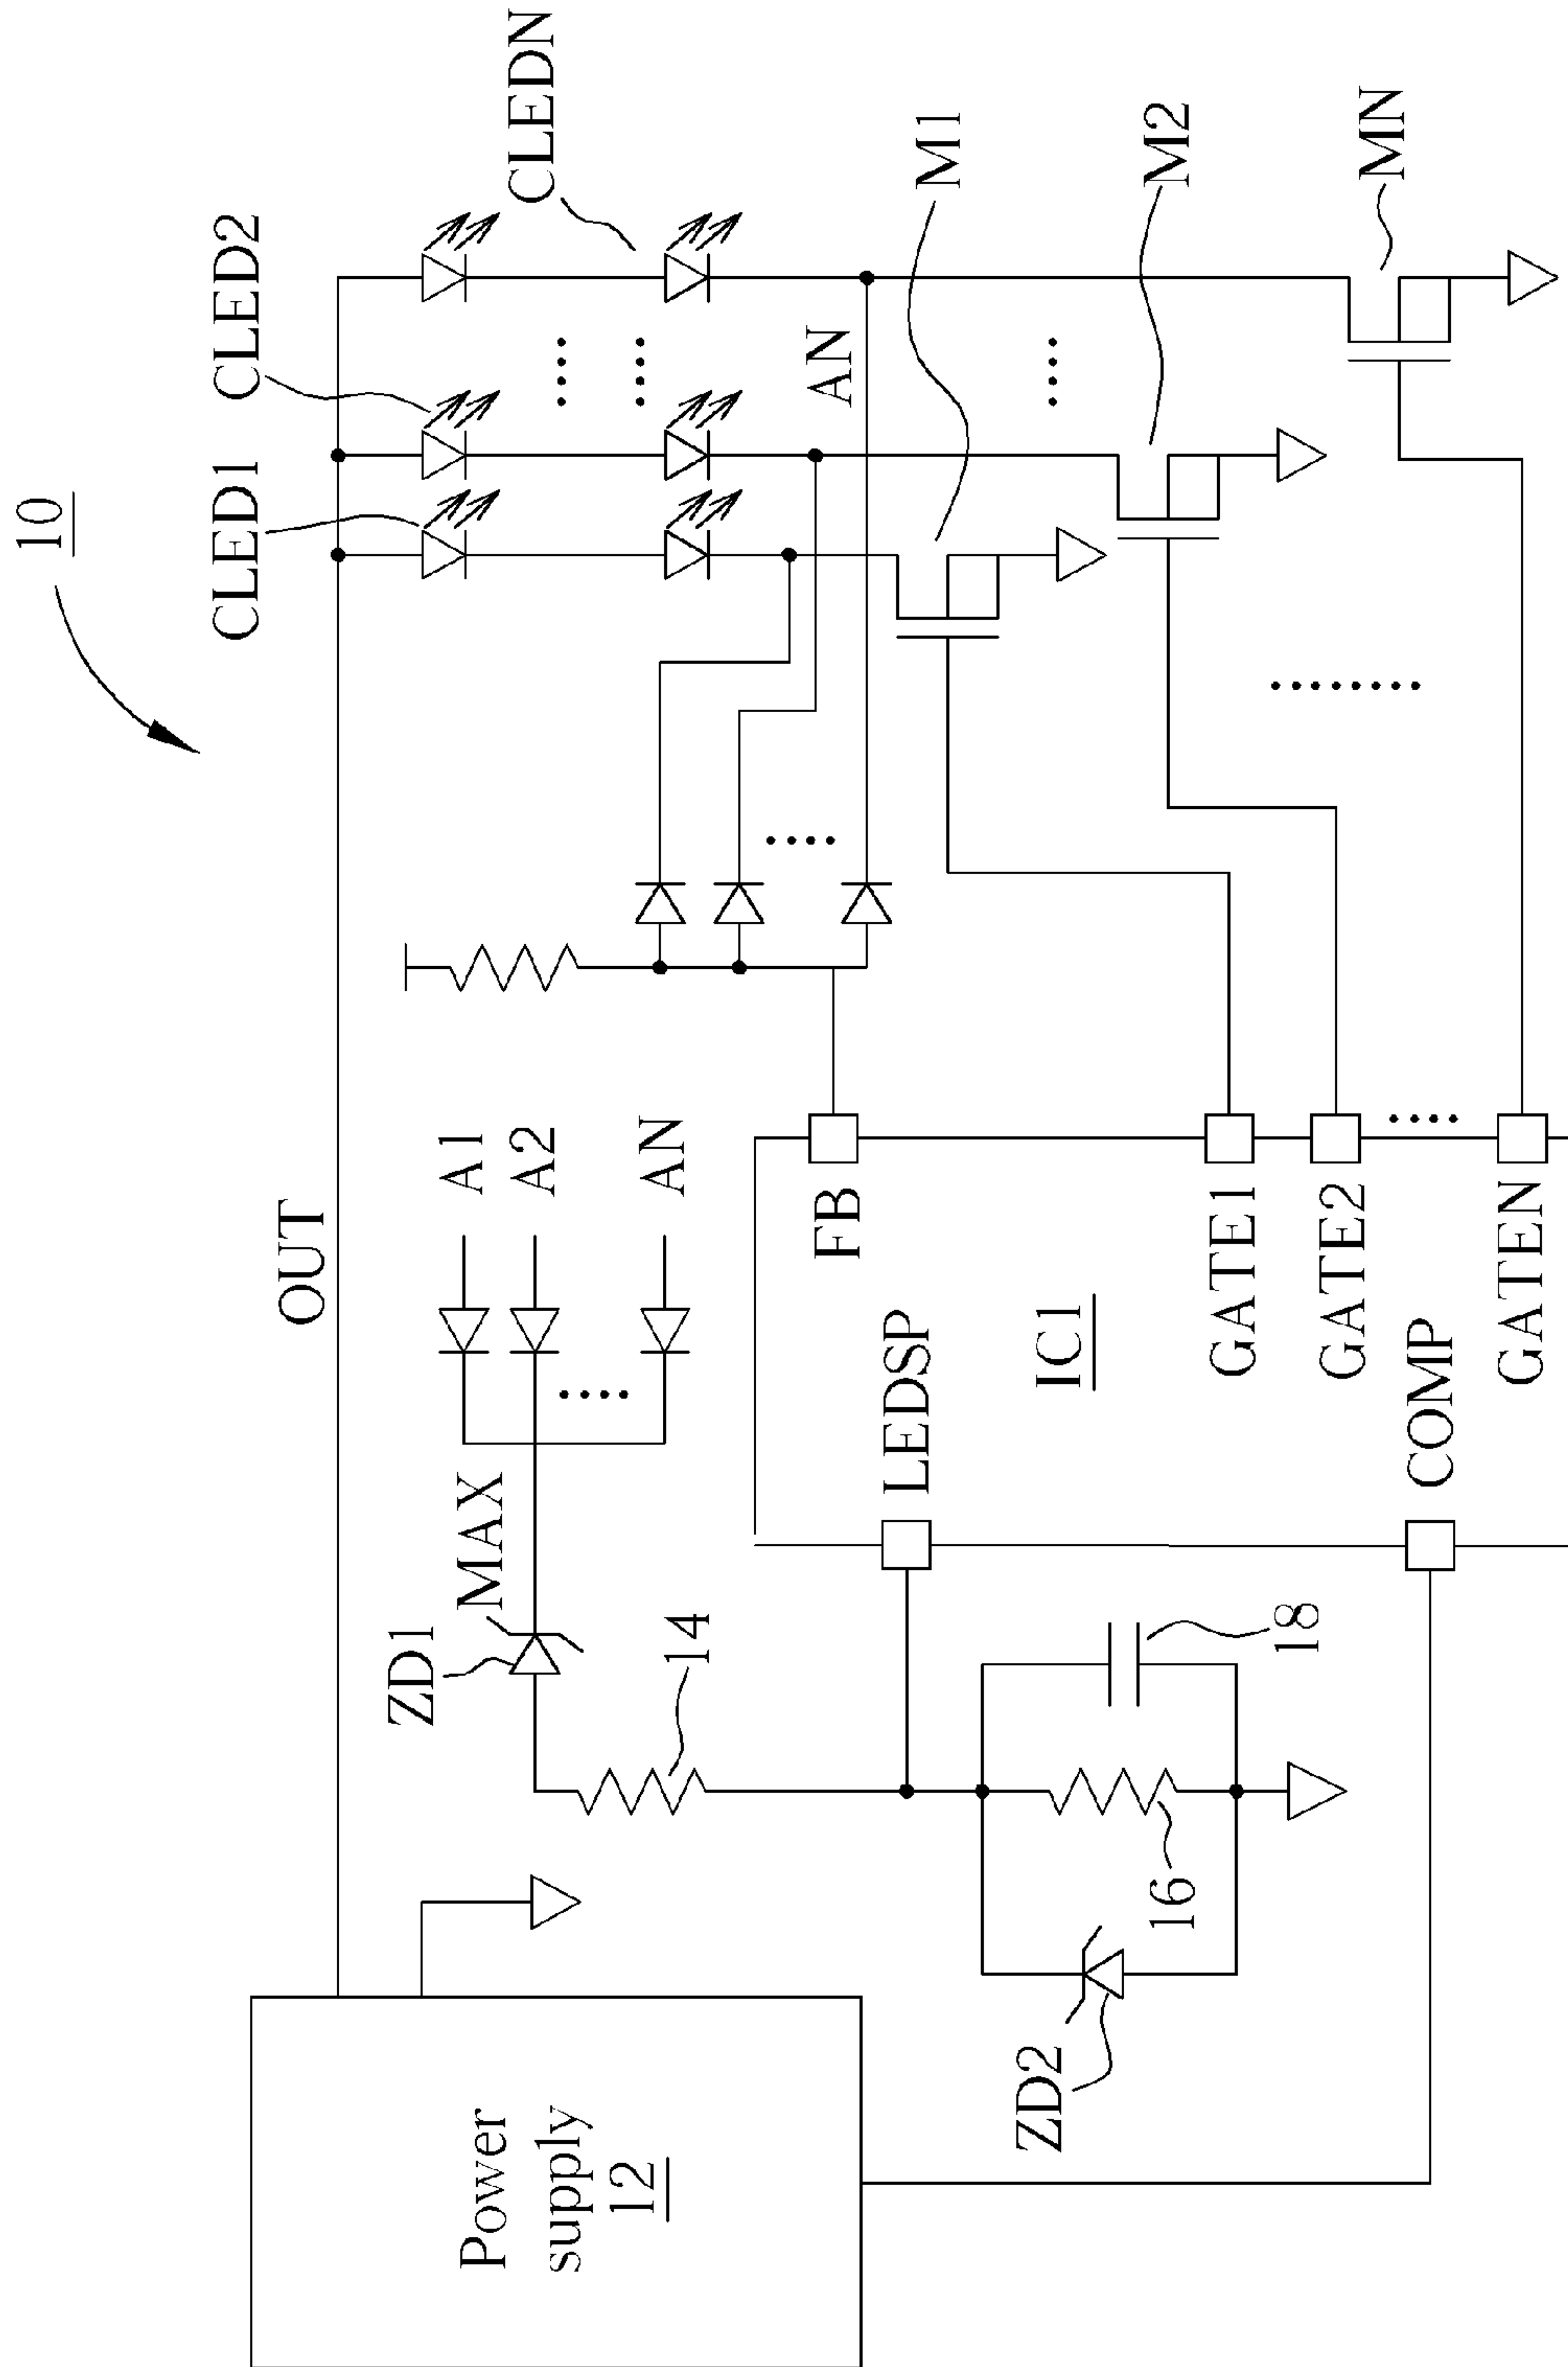 10
CLED1
CLED2
CLEDN
OUT
A1
A2
AN
MAX
ZD1
14
AN
M1
M2
MN
Power
supply
12
FB
LEDSP
IC1
GATE1
GATE2
COMP
GATEN
18
16
ZD2